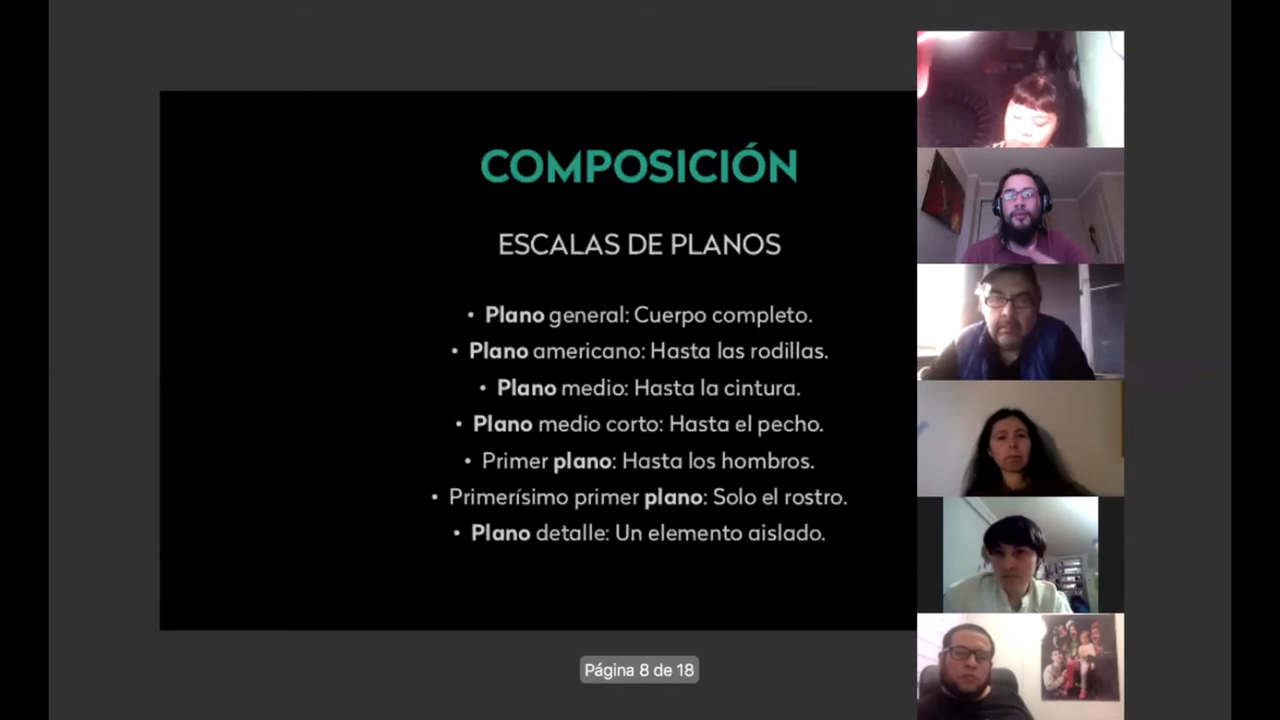 COMPOSICIÓN
ESCALAS DE PLANOS
• Plano general: Cuerpo completo.
• Plano americano: Hasta las rodillas.
• Plano medio: Hasta la cintura.
• Plano medio corto: Hasta el pecho.
• Primer plano: Hasta los hombros.
• Primerísimo primer plano: Solo el rostro.
• Plano detalle: Un elemento aislado.
Página 8 de 18